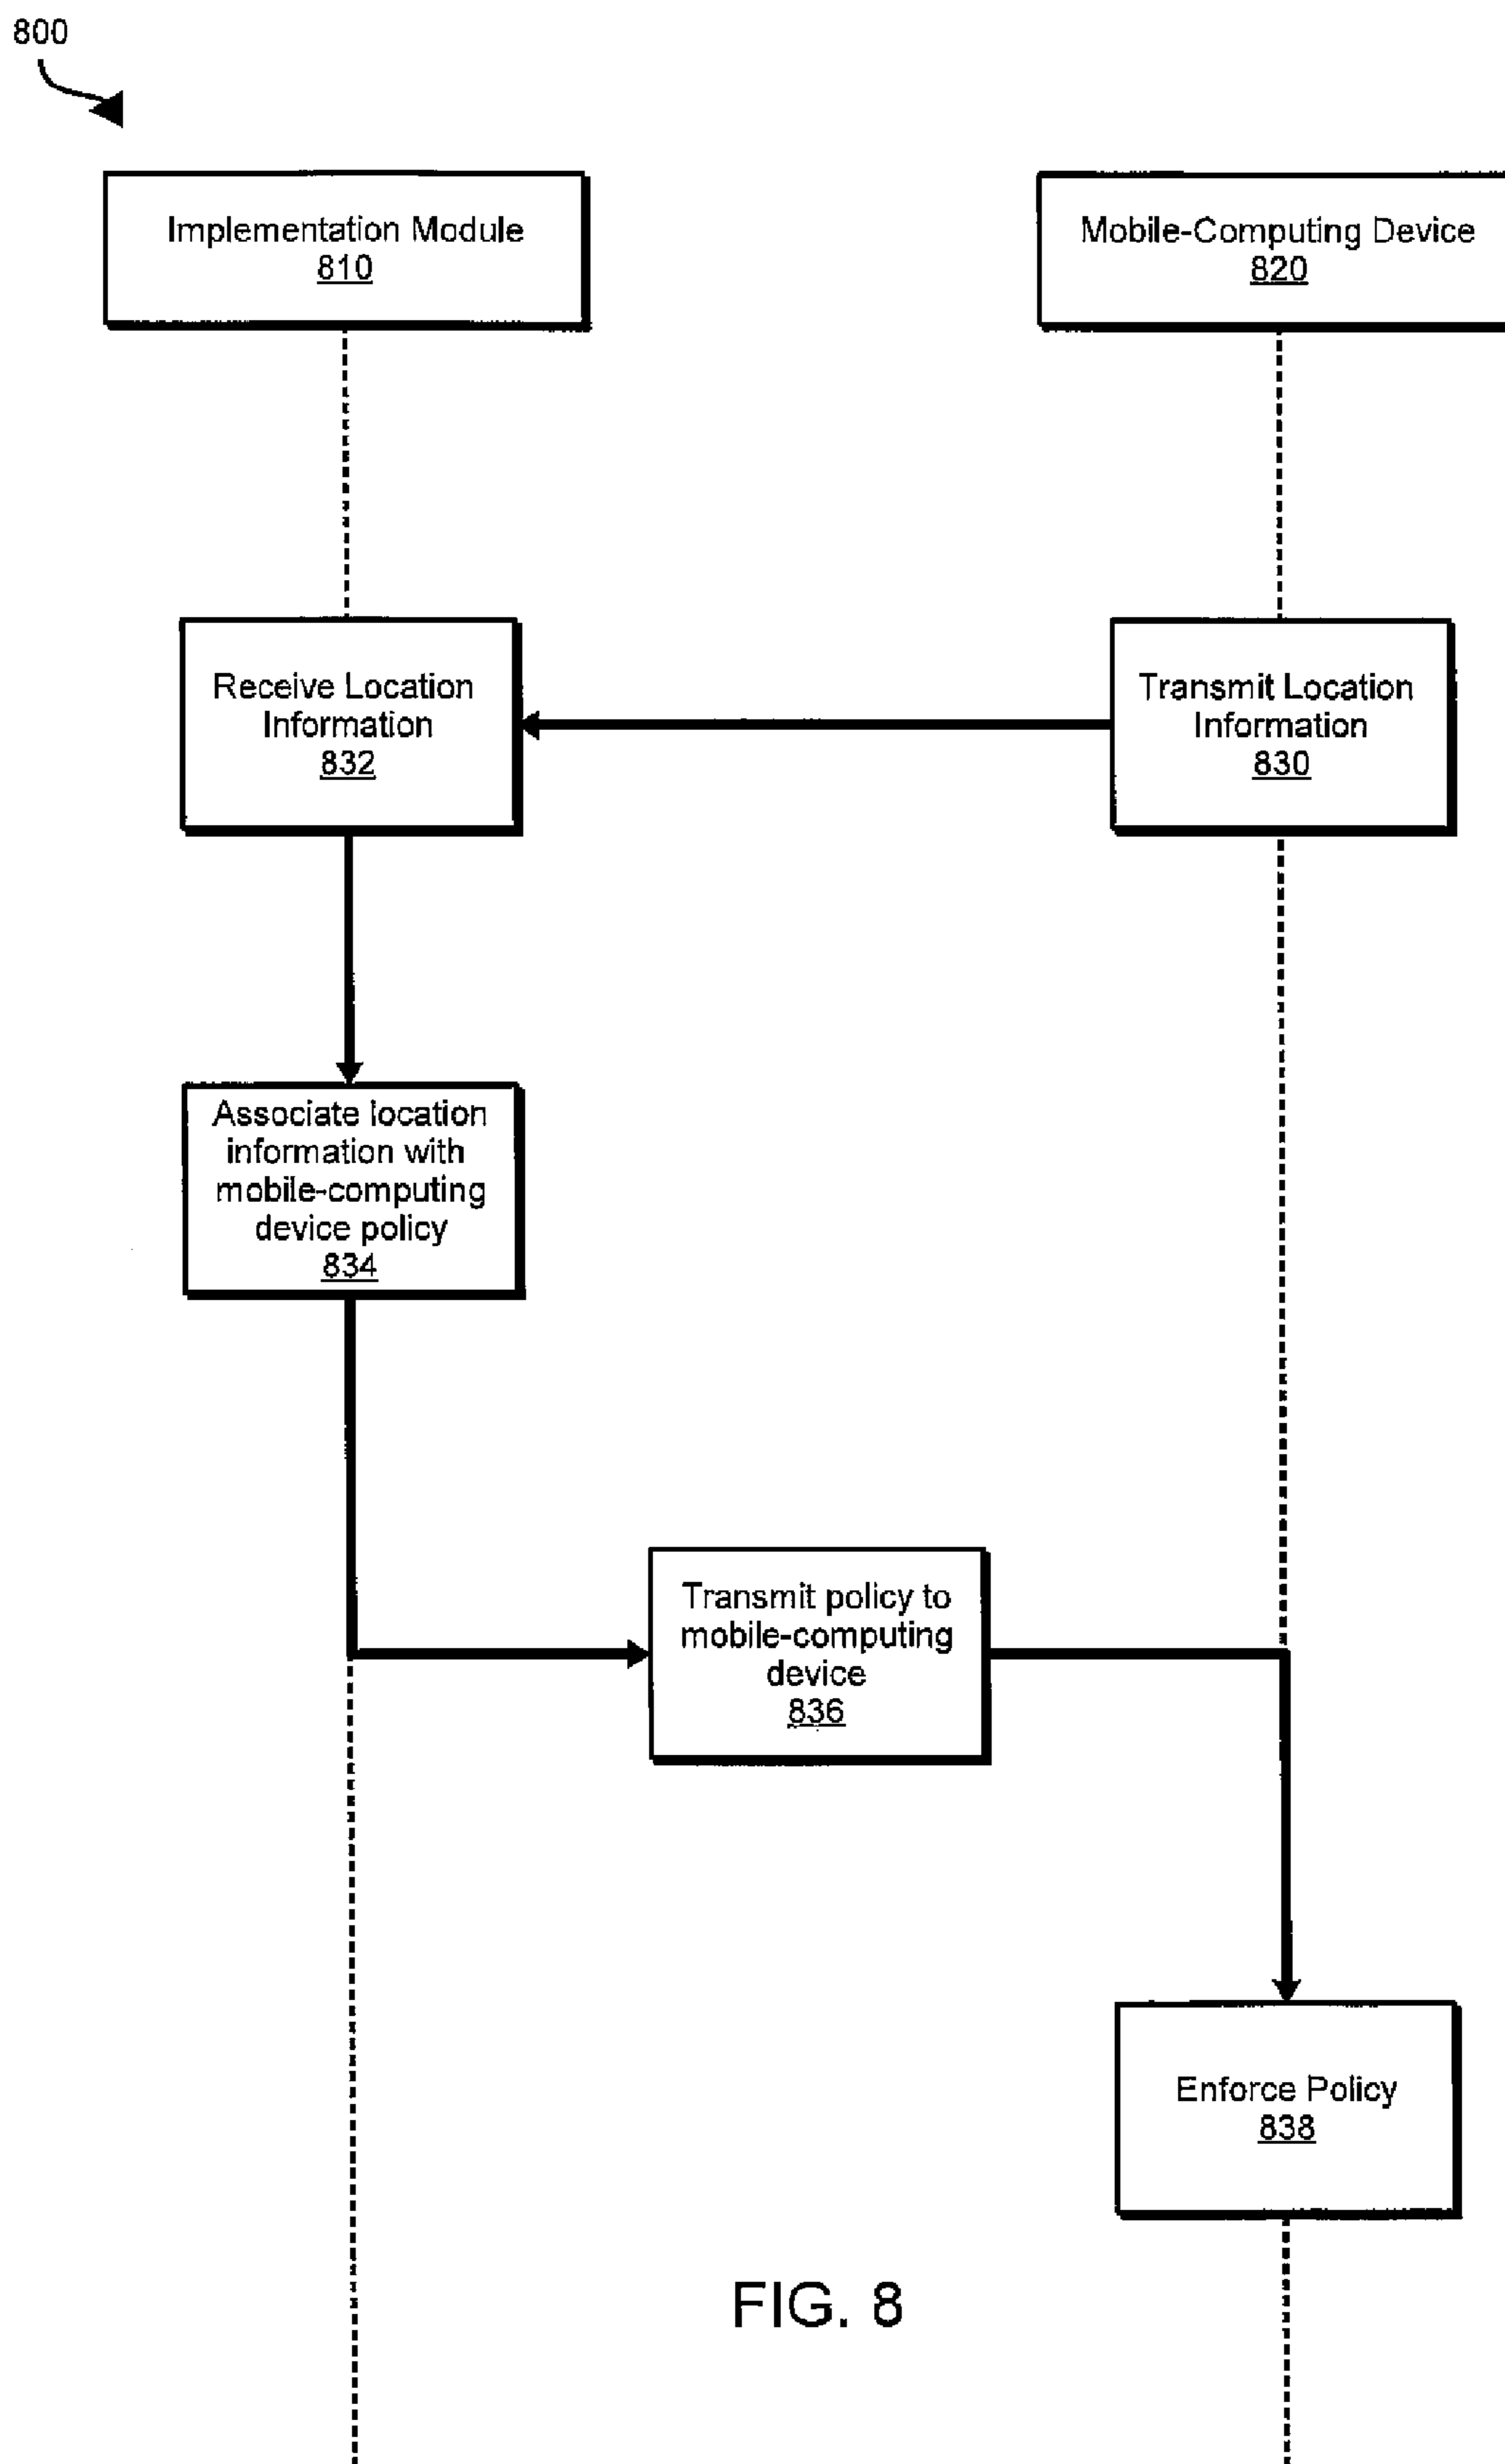 800
Implementation Module
810
Mobile-Computing Device
820
Receive Location
Information
832
Transmit Location
Information
830
Associate location
information with
mobile-computing
device policy
834
Transmit policy to
mobile-computing
device
836
Enforce Policy
838
FIG. 8